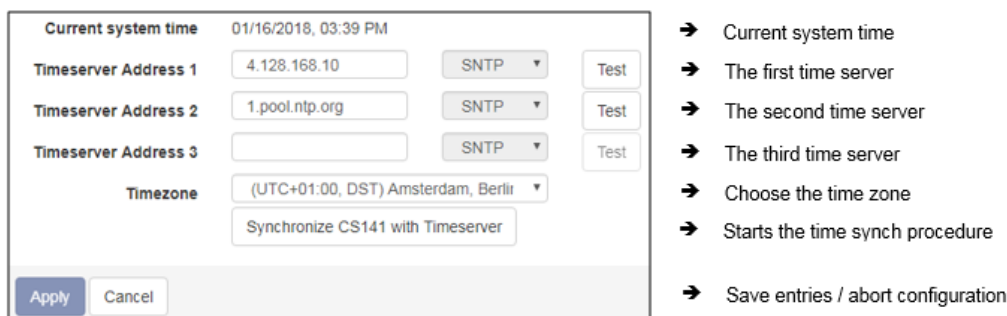 Current system time 01/16/2018, 03:39 PM ➔ Current system time
Timeserver Address 1 4.128.168.10 SNTP Test ➔ The first time server
Timeserver Address 2 1.pool.ntp.org SNTP Test ➔ The second time server
Timeserver Address 3 SNTP Test ➔ The third time server
Timezone (UTC+01:00, DST) Amsterdam, Berlin ➔ Choose the time zone
Synchronize CS141 with Timeserver ➔ Starts the time synch procedure
Apply Cancel ➔ Save entries / abort configuration